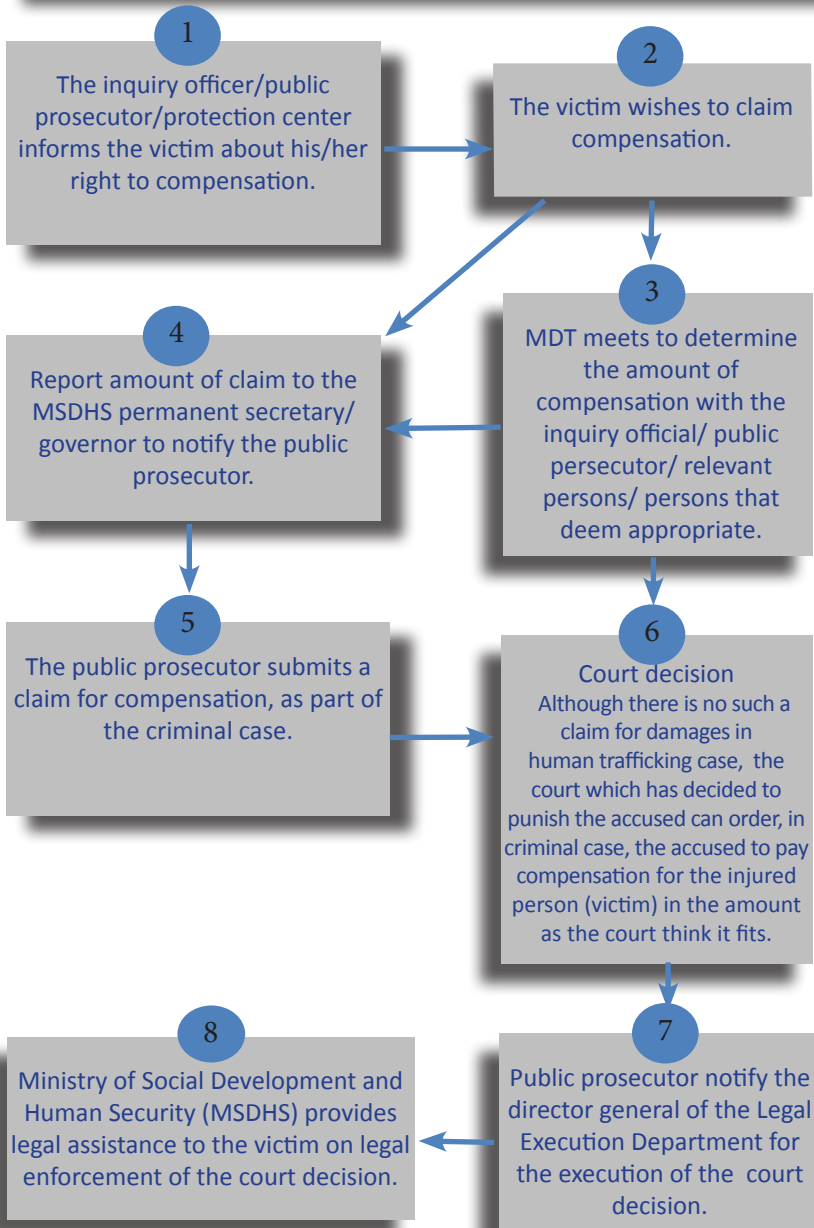 1
The inquiry officer/public
prosecutor/protection center
informs the victim about his/her
right to compensation.
2
The victim wishes to claim
compensation.
3
MDT meets to determine
the amount of
compensation with the
inquiry official/ public
persecutor/ relevant
persons/ persons that
deem appropriate.
4
Report amount of claim to the
MSDHS permanent secretary/
governor to notify the public
prosecutor.
5
The public prosecutor submits a
claim for compensation, as part of
the criminal case.
6
Court decision
Although there is no such a
claim for damages in
human trafficking case, the
court which has decided to
punish the accused can order, in
criminal case, the accused to pay
compensation for the injured
person (victim) in the amount
as the court think it fits.
7
Public prosecutor notify the
director general of the Legal
Execution Department for
the execution of the court
decision.
8
Ministry of Social Development and
Human Security (MSDHS) provides
legal assistance to the victim on legal
enforcement of the court decision.